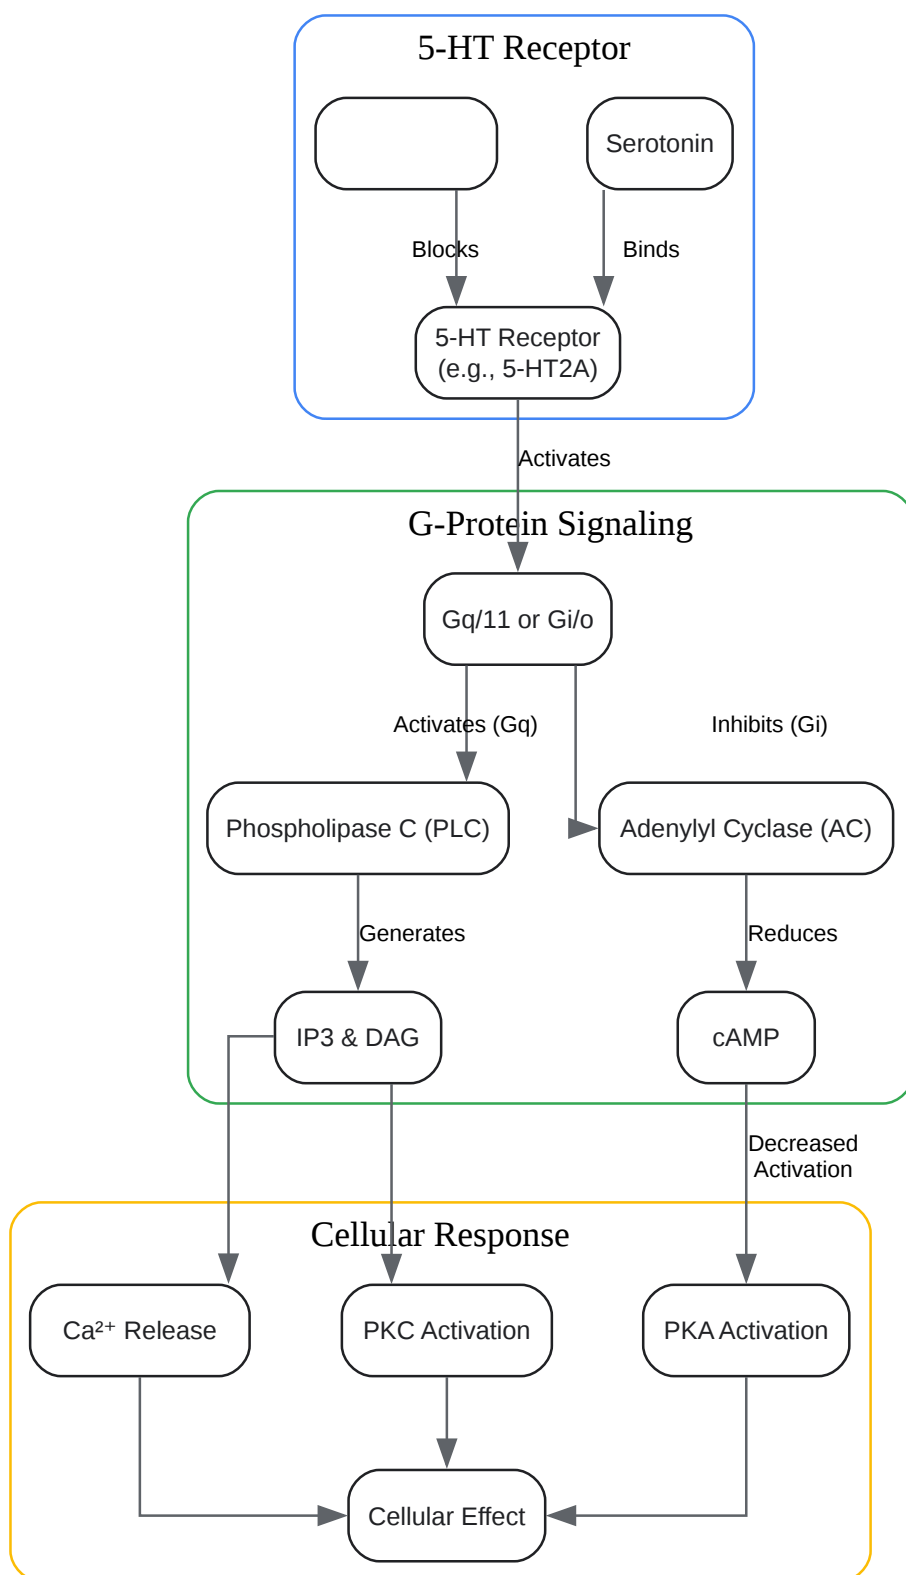 5-HT Receptor
Serotonin
Blocks
Binds
5-HT Receptor
(e.g., 5-HT2A)
Activates
G-Protein Signaling
Gq/11 or Gi/o
Activates (Gq)
Inhibits (Gi)
Phospholipase C (PLC)
Adenylyl Cyclase (AC)
Generates
Reduces
IP3 & DAG
cAMP
Decreased
Activation
Cellular Response
Ca²⁺ Release
PKC Activation
PKA Activation
Cellular Effect